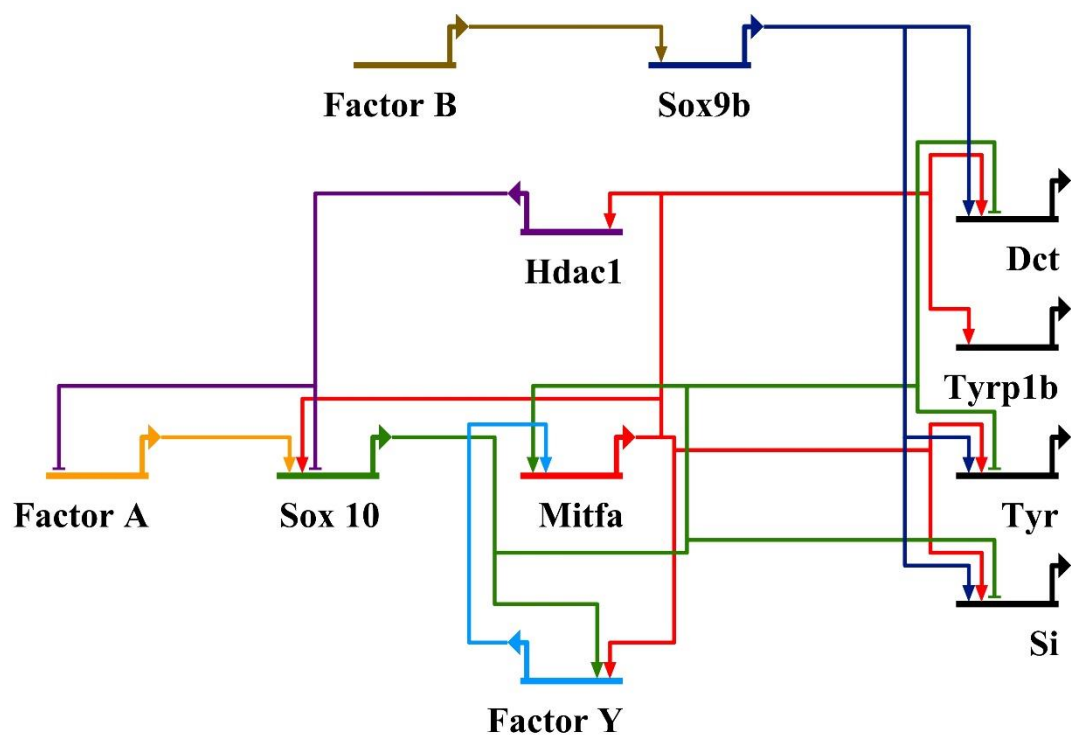 Factor B
Sox9b
Hdac1
Dct
Tyrp1b
Factor A
Sox 10
Mitfa
Tyr
Si
Factor Y